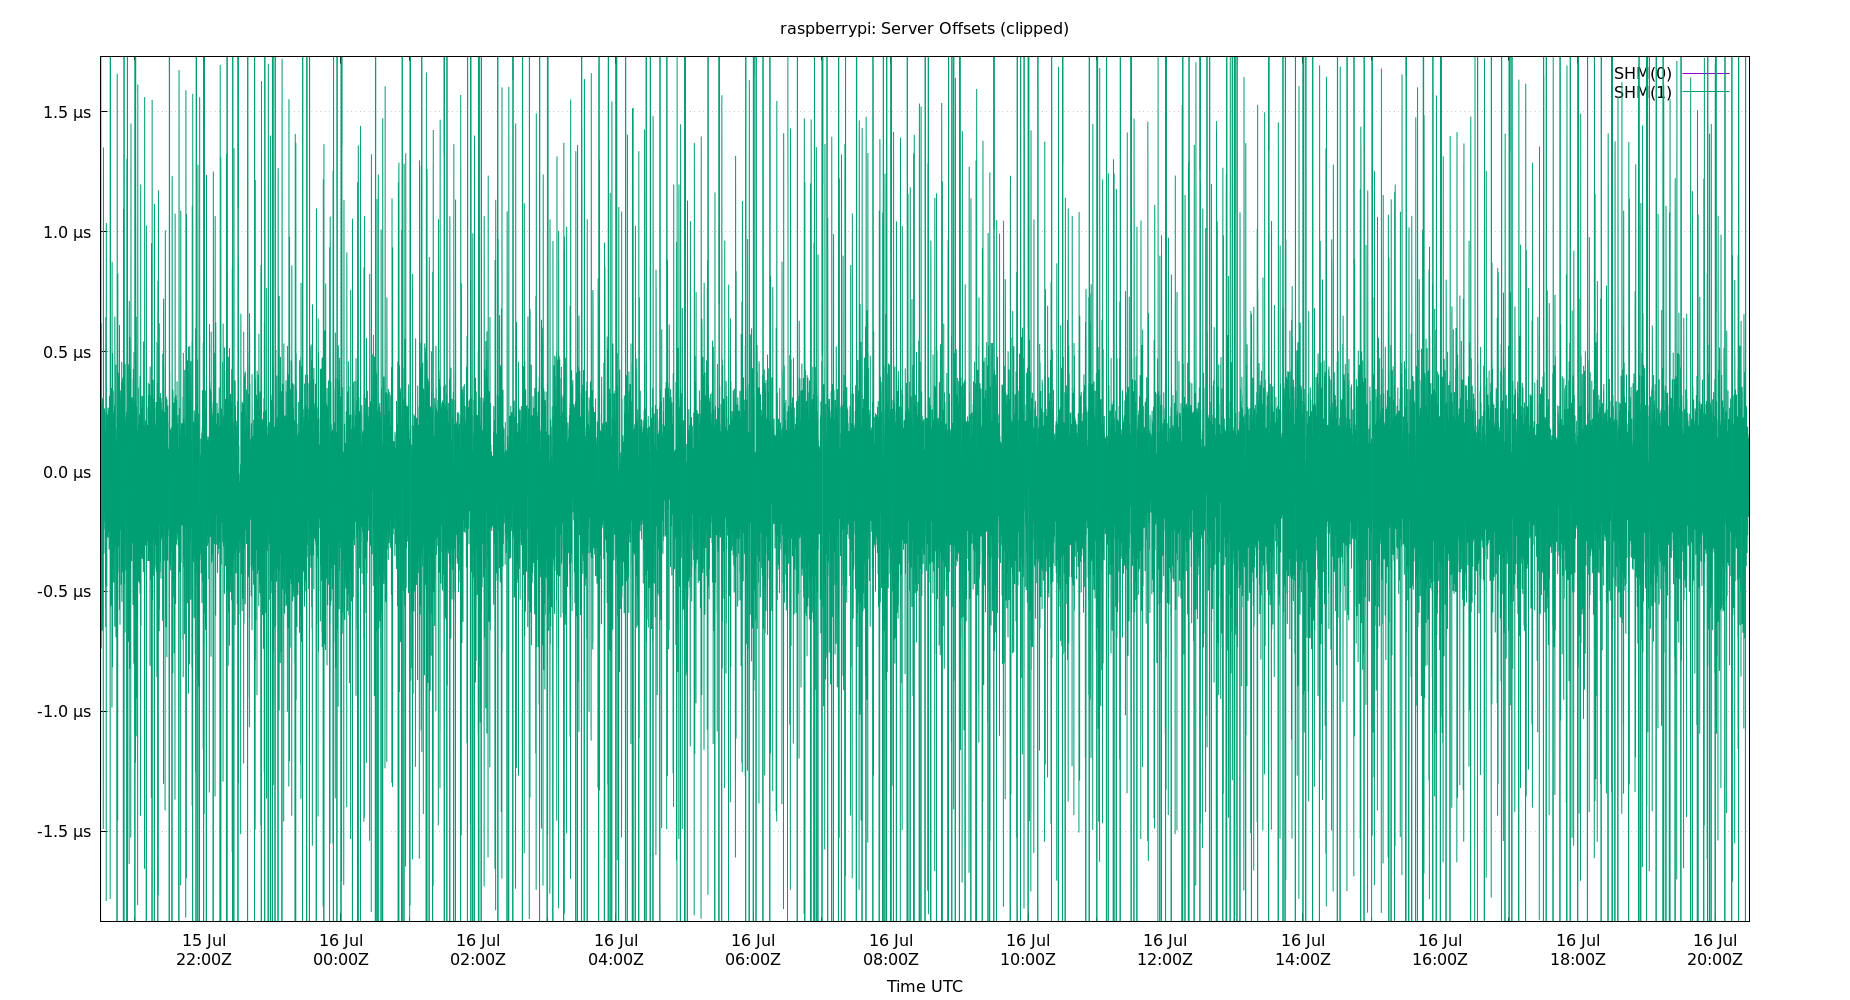 raspberrypi: Server Offsets (clipped)
SHM(0)
SHM(1)
1.5 µs
1.0 µs
0.5 µs
0.0 µs
-0.5 µs
-1.0 µs
-1.5 µs
15 Jul 16 Jul 16 Jul 16 Jul 16 Jul 16 Jul 16 Jul 16 Jul 16 Jul 16 Jul 16 Jul 16 Jul
22:00Z 00:00Z 02:00Z 04:00Z 06:00Z 08:00Z 10:00Z 12:00Z 14:00Z 16:00Z 18:00Z 20:00Z
Time UTC